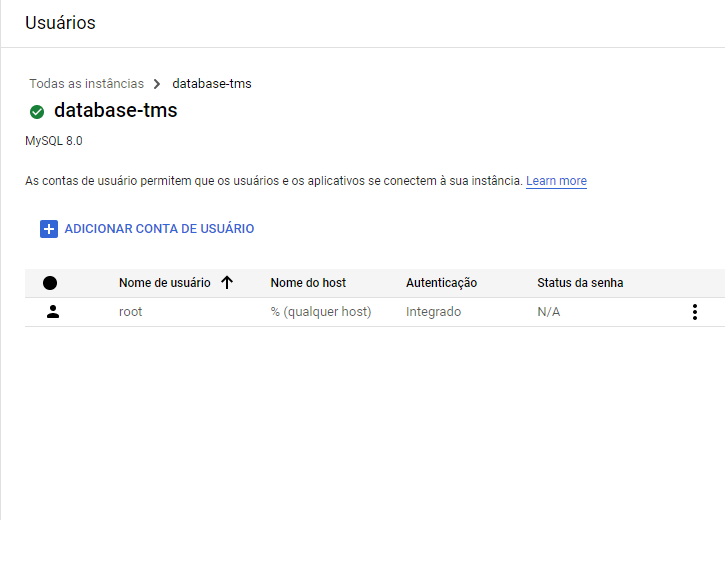 Usuários
Todas as instâncias > database-tms
database-tms
MySQL 8.0
As contas de usuário permitem que os usuários e os aplicativos se conectem à sua instância. Learn more
ADICIONAR CONTA DE USUÁRIO
Nome de usuário ↑ Nome do host Autenticação Status da senha
root % (qualquer host) Integrado N/A